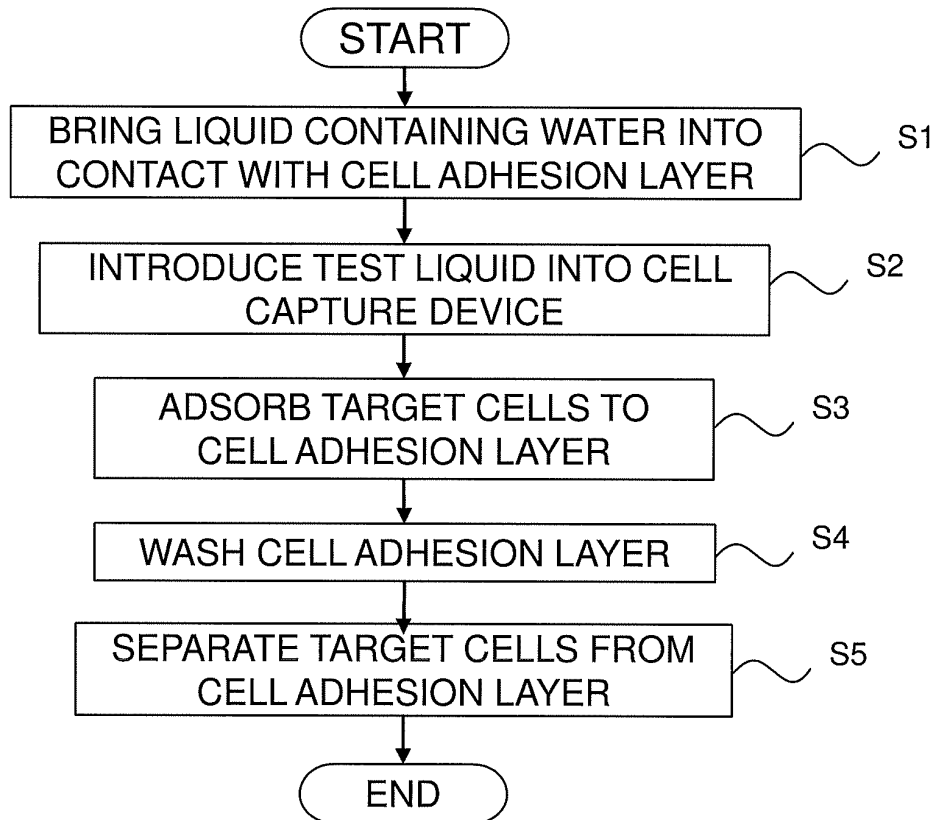 START
BRING LIQUID CONTAINING WATER INTO
CONTACT WITH CELL ADHESION LAYER
S1
INTRODUCE TEST LIQUID INTO CELL
CAPTURE DEVICE
S2
ADSORB TARGET CELLS TO
CELL ADHESION LAYER
S3
WASH CELL ADHESION LAYER
S4
SEPARATE TARGET CELLS FROM
CELL ADHESION LAYER
S5
END